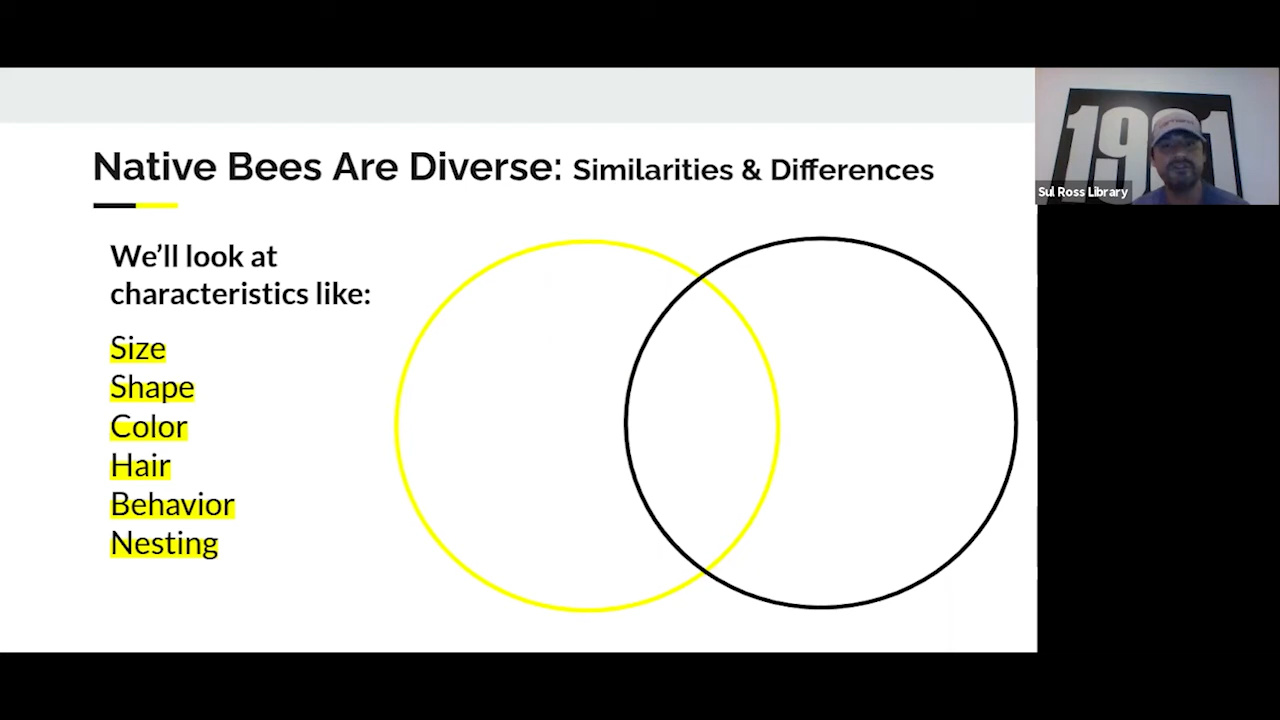 Native Bees Are Diverse: Similarities & Differences
We'll look at
characteristics like:
Size
Shape
Color
Hair
Behavior
Nesting
Sul Ross Library